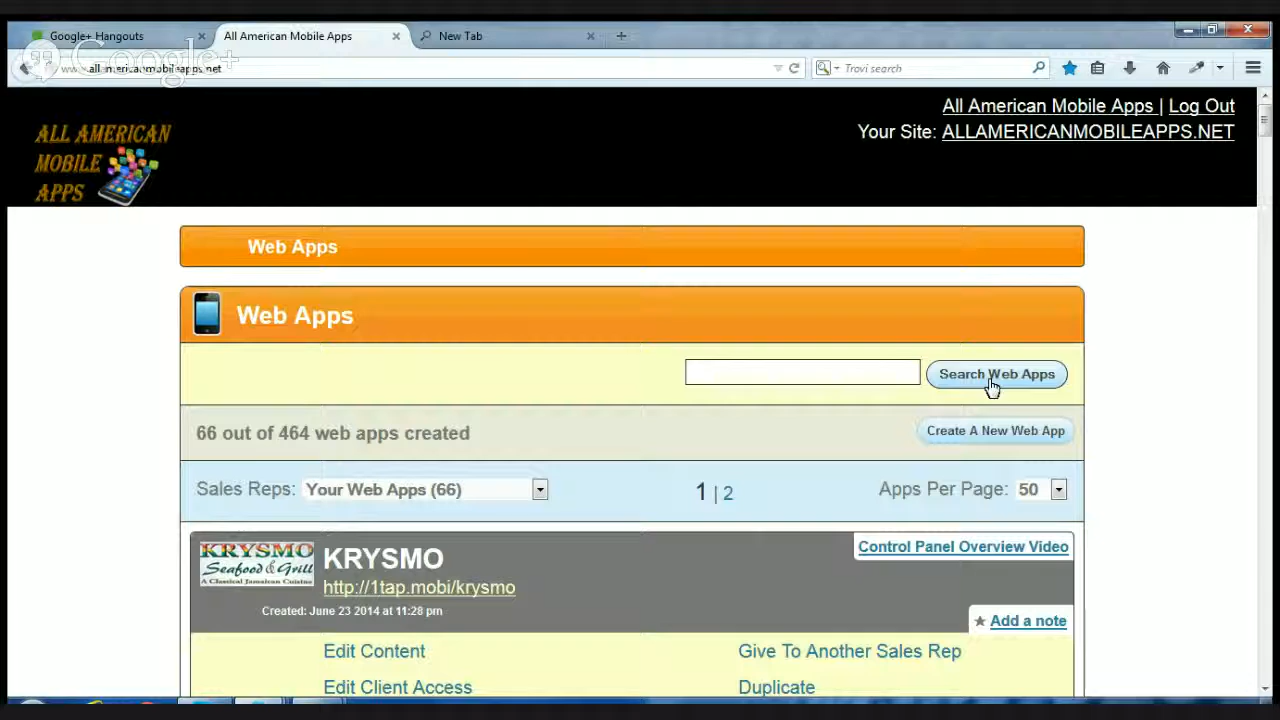 Google+ Hangouts
All American Mobile Apps
New Tab
Google+
www.allamericanmobileapps.net
Trovi search
All American Mobile Apps | Log Out
Your Site: ALLAMERICANMOBILEAPPS.NET
ALL AMERICAN
MOBILE
APPS
Web Apps
Web Apps
Search Web Apps
66 out of 464 web apps created
Create A New Web App
Sales Reps: Your Web Apps (66)
1 | 2
Apps Per Page: 50
KRYSMO
Seafood & Grill
A Classical Jamaican Cuisine
KRYSMO
http://1tap.mobi/krysmo
Created: June 23 2014 at 11:28 pm
Control Panel Overview Video
Add a note
Edit Content
Give To Another Sales Rep
Edit Client Access
Duplicate